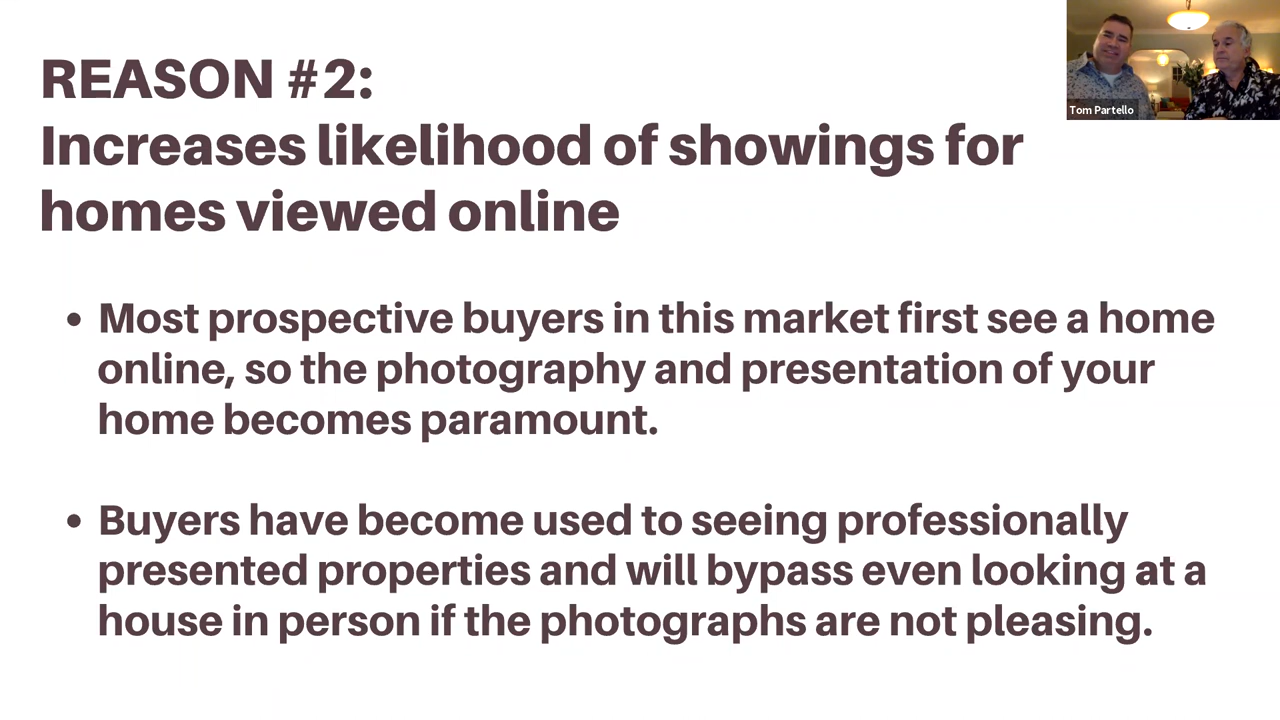 REASON #2:
Increases likelihood of showings for
homes viewed online
Tom Partello
• Most prospective buyers in this market first see a home
online, so the photography and presentation of your
home becomes paramount.
• Buyers have become used to seeing professionally
presented properties and will bypass even looking at a
house in person if the photographs are not pleasing.